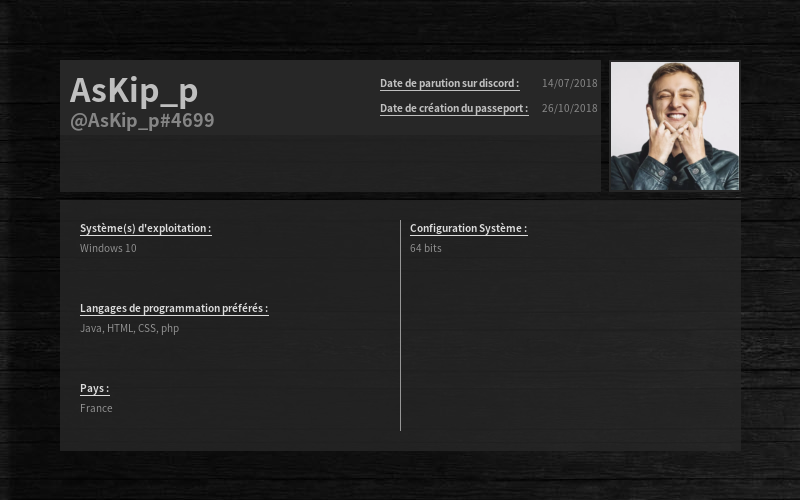 AsKip_p
@AsKip_p#4699
Date de parution sur discord : 14/07/2018
Date de création du passeport : 26/10/2018
Système(s) d'exploitation :
Windows 10
Langages de programmation préférés :
Java, HTML, CSS, php
Pays :
France
Configuration Système :
64 bits